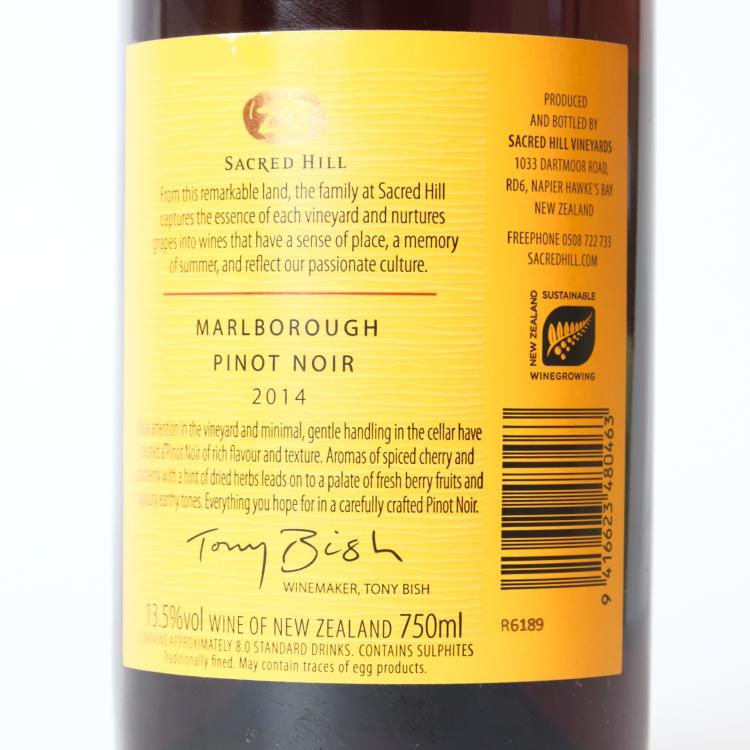 SACRED HILL
From this remarkable land, the family at Sacred Hill
captures the essence of each vineyard and nurtures
grapes into wines that have a sense of place, a memory
of summer, and reflect our passionate culture.
MARLBOROUGH
PINOT NOIR
2014
Close attention in the vineyard and minimal, gentle handling in the cellar have
created a Pinot Noir of rich flavour and texture. Aromas of spiced cherry and
cranberry with a hint of dried herbs leads on to a palate of fresh berry fruits and
savoury earthy tones. Everything you hope for in a carefully crafted Pinot Noir.
Tony Bish
WINEMAKER, TONY BISH
13.5%vol WINE OF NEW ZEALAND 750ml
CONTAINS APPROXIMATELY 8.0 STANDARD DRINKS. CONTAINS SULPHITES
Traditionally fined. May contain traces of egg products.
PRODUCED
AND BOTTLED BY
SACRED HILL VINEYARDS
1033 DARTMOOR ROAD,
RD6, NAPIER HAWKE'S BAY
NEW ZEALAND
FREEPHONE 0508 722 733
SACREDHILL.COM
SUSTAINABLE
NEW ZEALAND
WINEGROWING
9 416623 480463
R6189